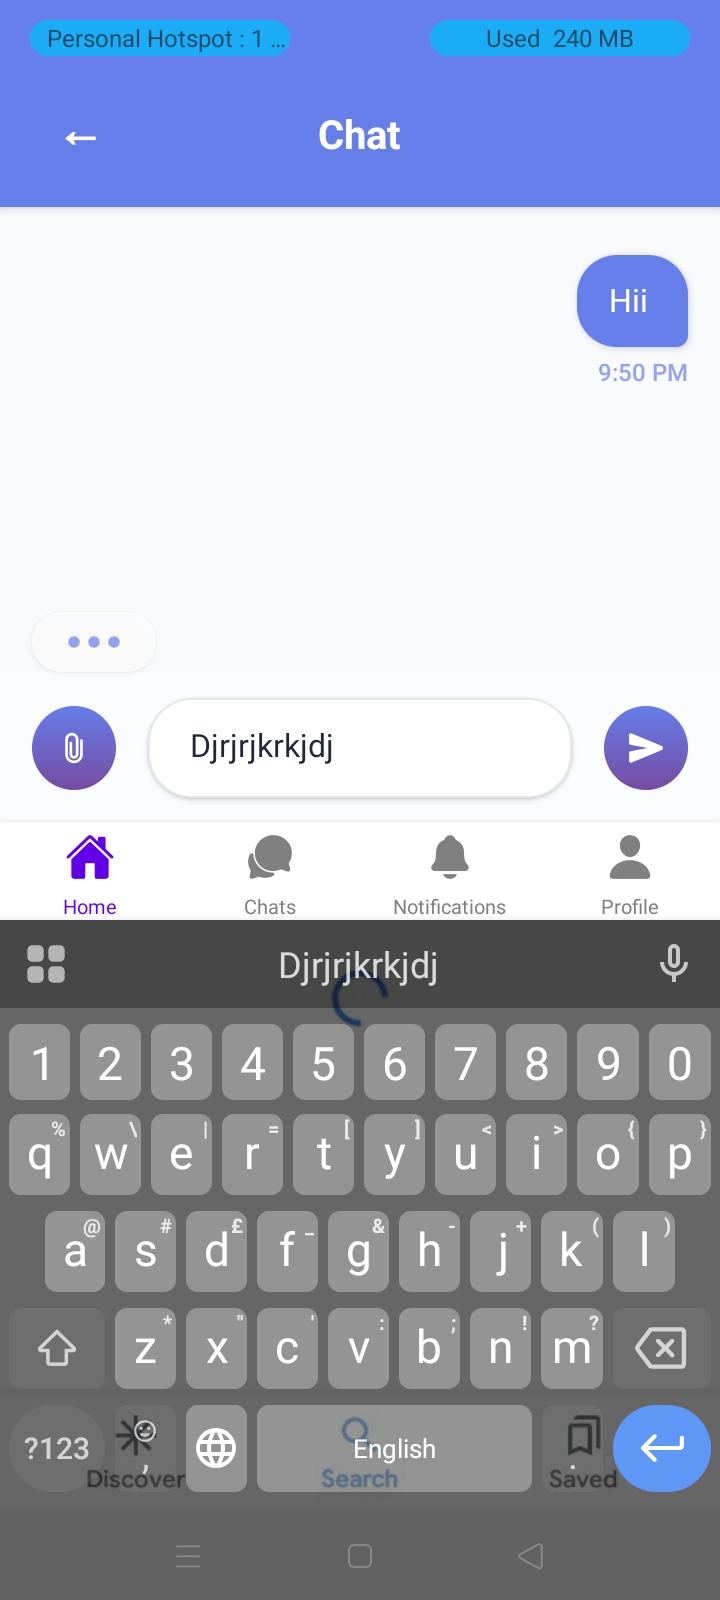 Personal Hotspot : 1 ...
Used 240 MB
← Chat
Hii
9:50 PM
Djrjrjkrkjdj
Home Chats Notifications Profile
Djrjrjkrkjdj
1 2 3 4 5 6 7 8 9 0
% \ | = [ ] < > { }
q w e r t y u i o p
@ # £ _ & - + ( )
a s d f g h j k l
* " ' : ; ! ?
z x c v b n m
?123 , English .
Discover Search Saved